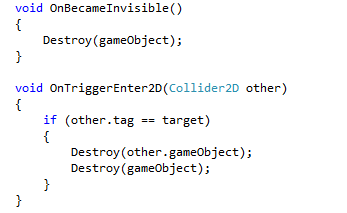 void OnBecameInvisible()
{
    Destroy(gameObject);
}

void OnTriggerEnter2D(Collider2D other)
{
    if (other.tag == target)
    {
        Destroy(other.gameObject);
        Destroy(gameObject);
    }
}